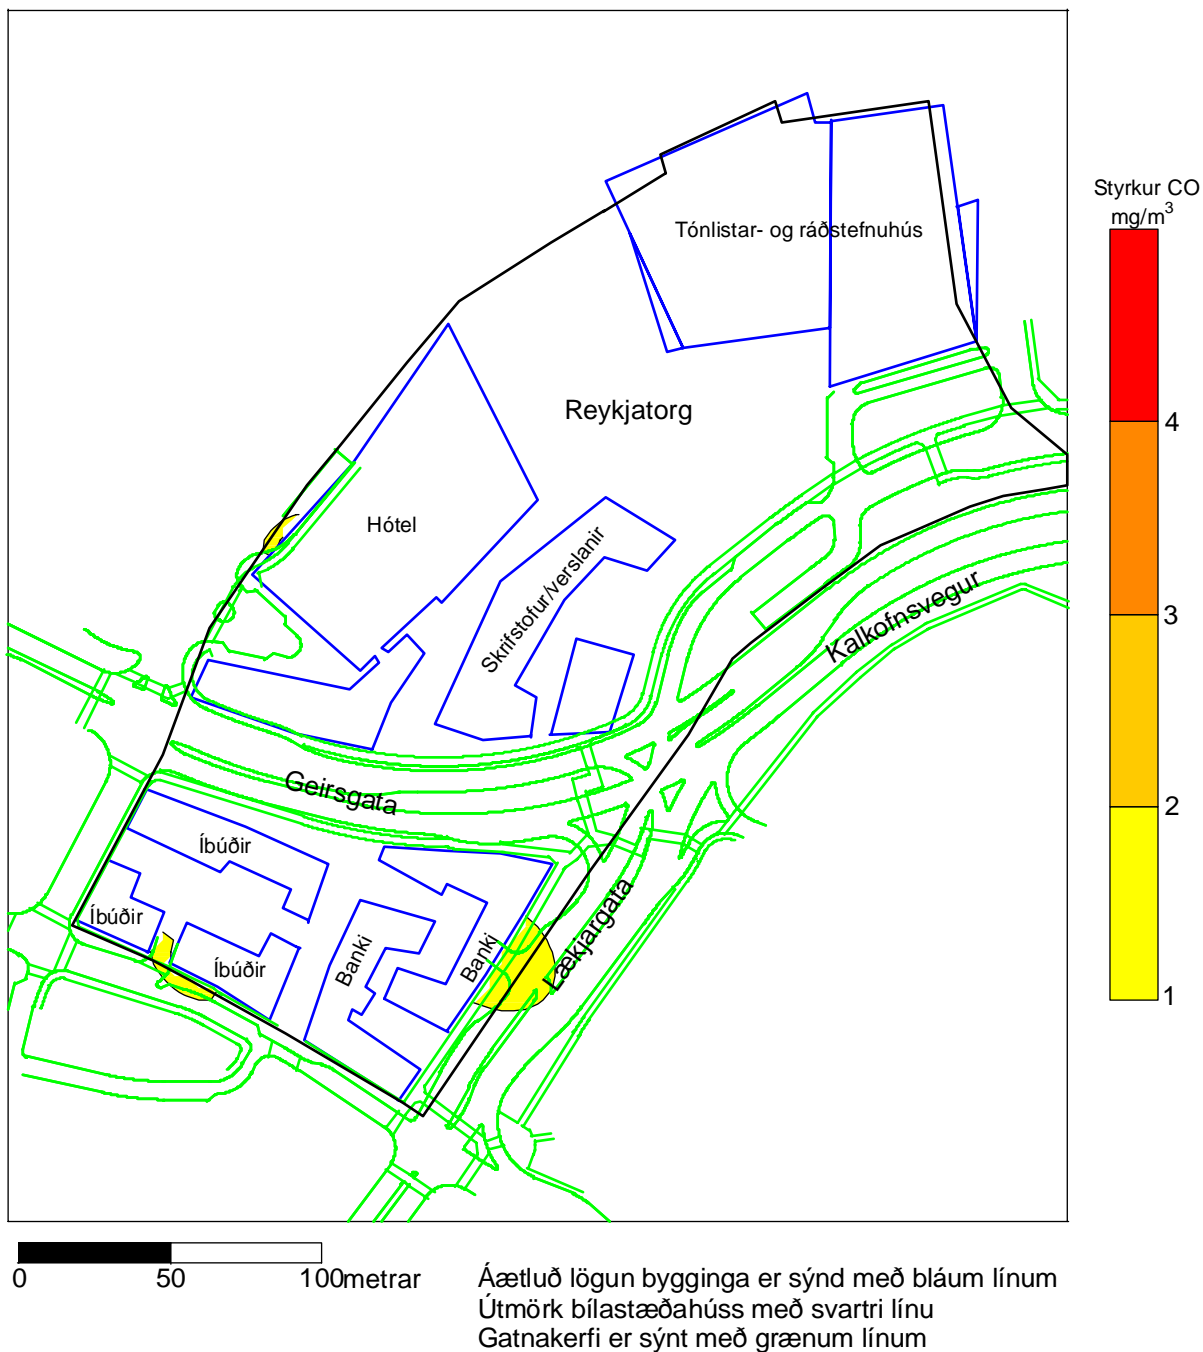 Styrkur CO
mg/m³
4
3
2
1
Tónlistar- og ráðstefnuhús
Reykjatorg
Hótel
Skrifstofur/verslanir
Kalkofnsvegur
Geirsgata
Íbúðir
Íbúðir
Íbúðir
Banki
Banki
Lækjargata
0 50 100metrar
Áætluð lögun bygginga er sýnd með bláum línum
Útmörk bílastæðahúss með svartri línu
Gatnakerfi er sýnt með grænum línum